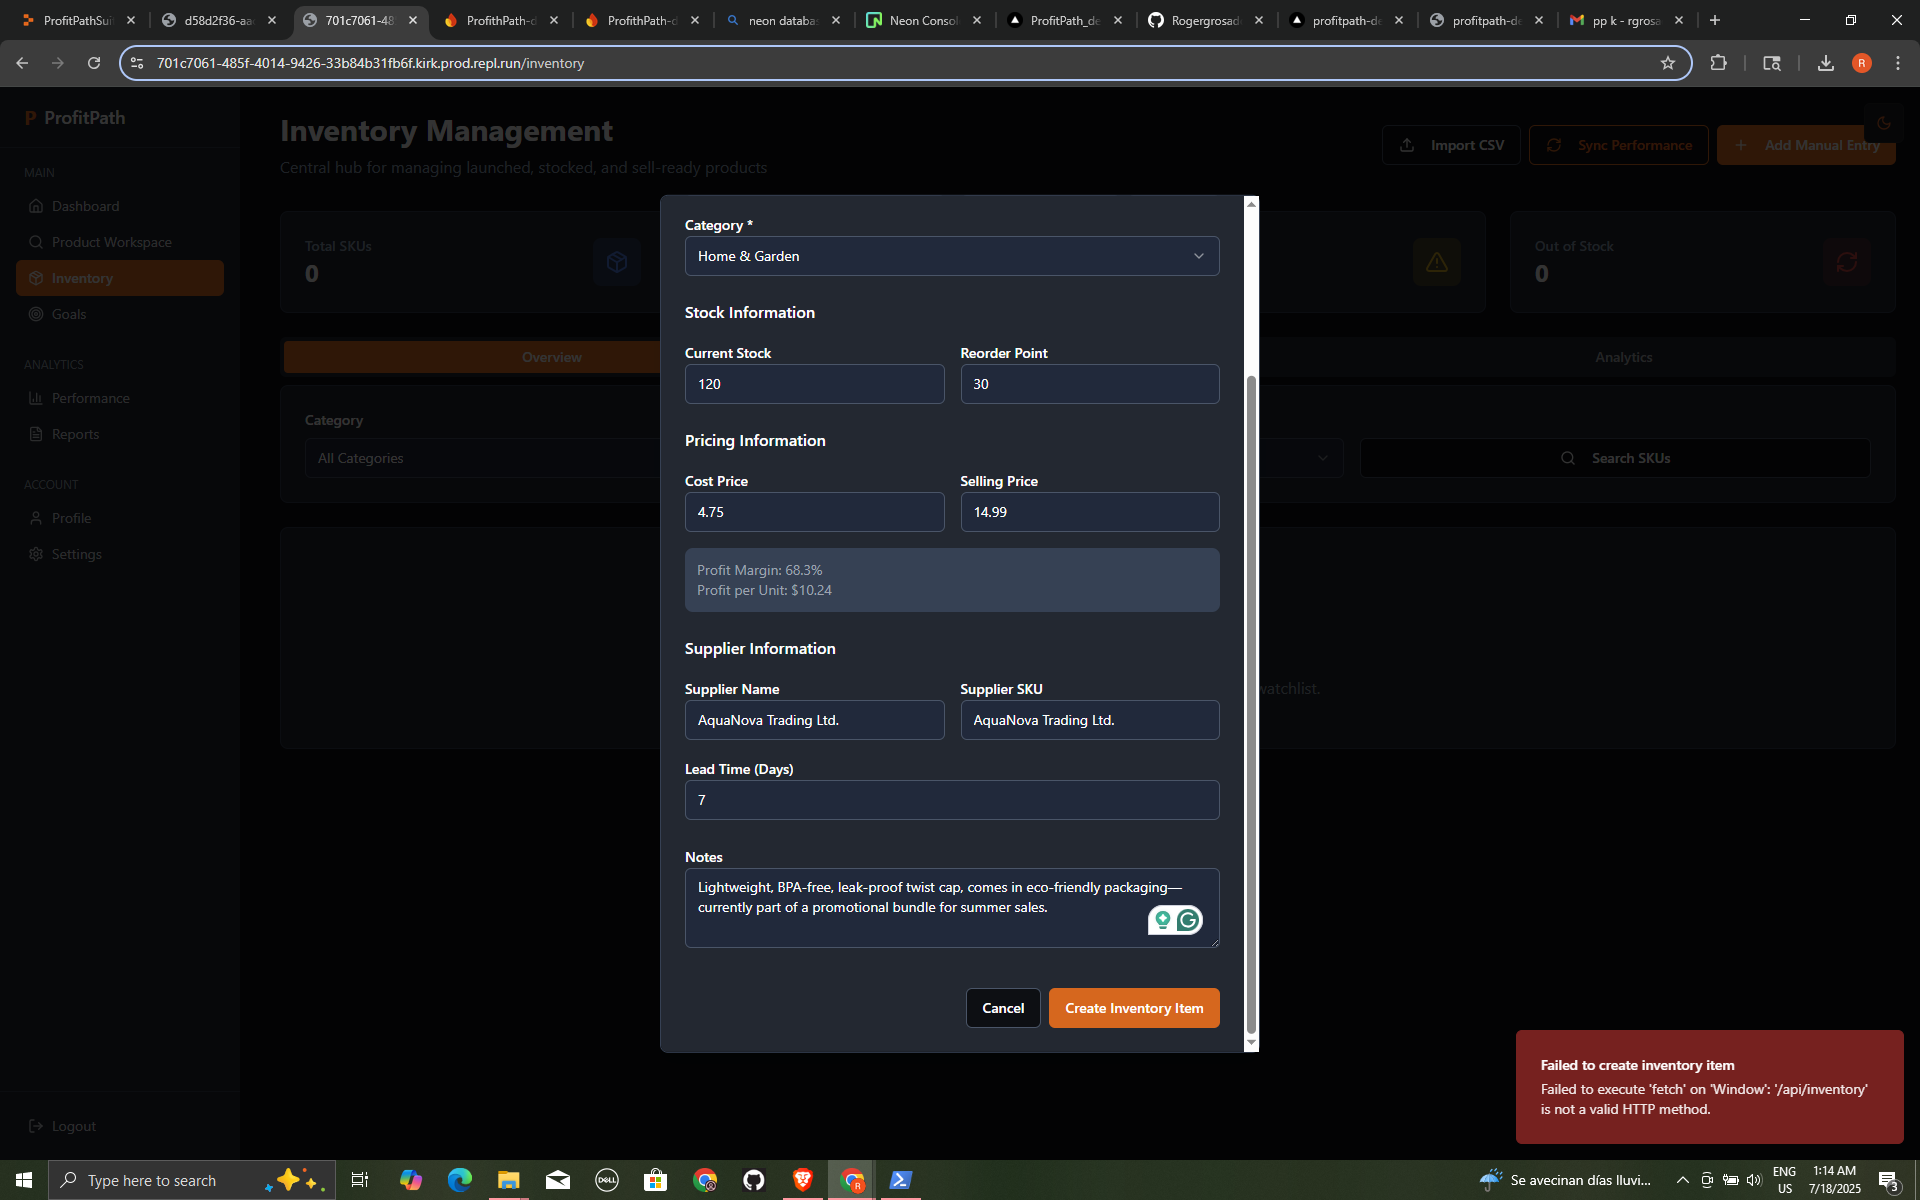 ProfitPathSui
d58d2f36-aa
701c7061-48
ProfithPath-d
ProfithPath-d
neon databa
Neon Consol
ProfitPath_de
Rogergrosad
profitpath-de
profitpath-de
pp k - rgrosa
701c7061-485f-4014-9426-33b84b31fb6f.kirk.prod.repl.run/inventory
R
P ProfitPath
MAIN
Dashboard
Product Workspace
Inventory
Goals
ANALYTICS
Performance
Reports
ACCOUNT
Profile
Settings
Logout
Inventory Management
Central hub for managing launched, stocked, and sell-ready products
Import CSV
Sync Performance
Add Manual Entry
Total SKUs
0
Out of Stock
0
Overview
Analytics
Category
All Categories
Search SKUs
watchlist.
Category *
Home & Garden
Stock Information
Current Stock
Reorder Point
120
30
Pricing Information
Cost Price
Selling Price
4.75
14.99
Profit Margin: 68.3%
Profit per Unit: $10.24
Supplier Information
Supplier Name
Supplier SKU
AquaNova Trading Ltd.
AquaNova Trading Ltd.
Lead Time (Days)
7
Notes
Lightweight, BPA-free, leak-proof twist cap, comes in eco-friendly packaging—
currently part of a promotional bundle for summer sales.
Cancel
Create Inventory Item
Failed to create inventory item
Failed to execute 'fetch' on 'Window': '/api/inventory'
is not a valid HTTP method.
Type here to search
DELL
R
Se avecinan días lluvi...
ENG
US
1:14 AM
7/18/2025
3